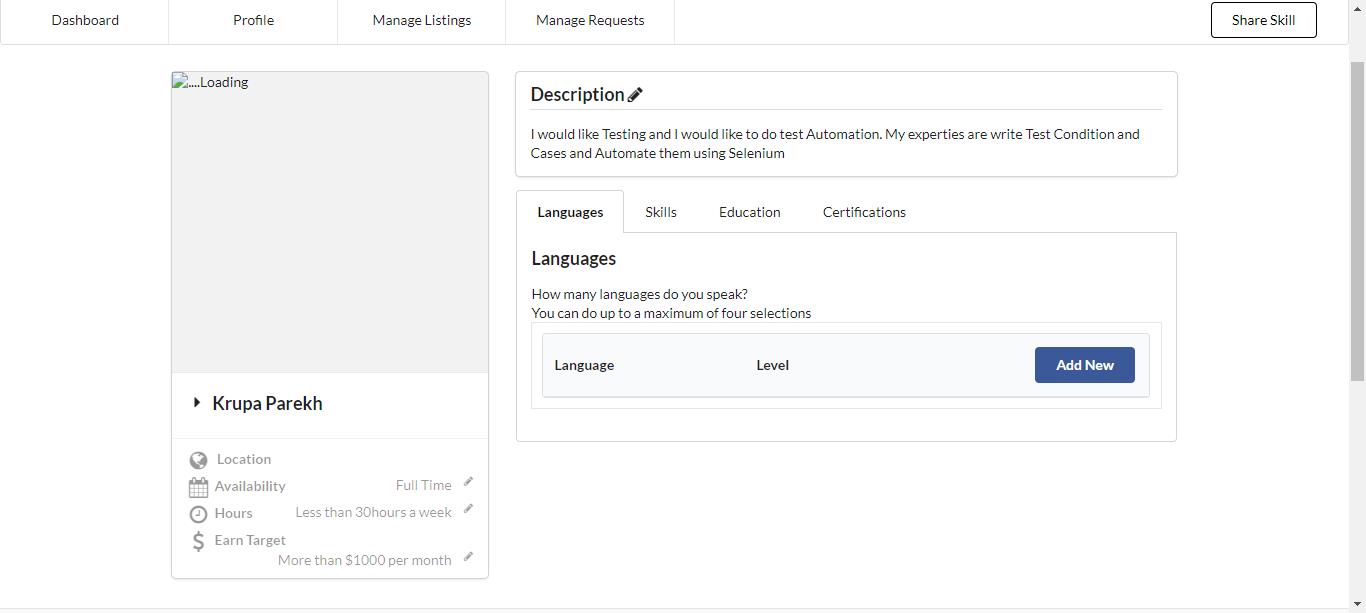 Dashboard
Profile
Manage Listings
Manage Requests
Share Skill
....Loading
Krupa Parekh
Location
Availability Full Time
Hours Less than 30hours a week
Earn Target
More than $1000 per month
Description
I would like Testing and I would like to do test Automation. My experties are write Test Condition and
Cases and Automate them using Selenium
Languages
Skills
Education
Certifications
Languages
How many languages do you speak?
You can do up to a maximum of four selections
Language Level Add New